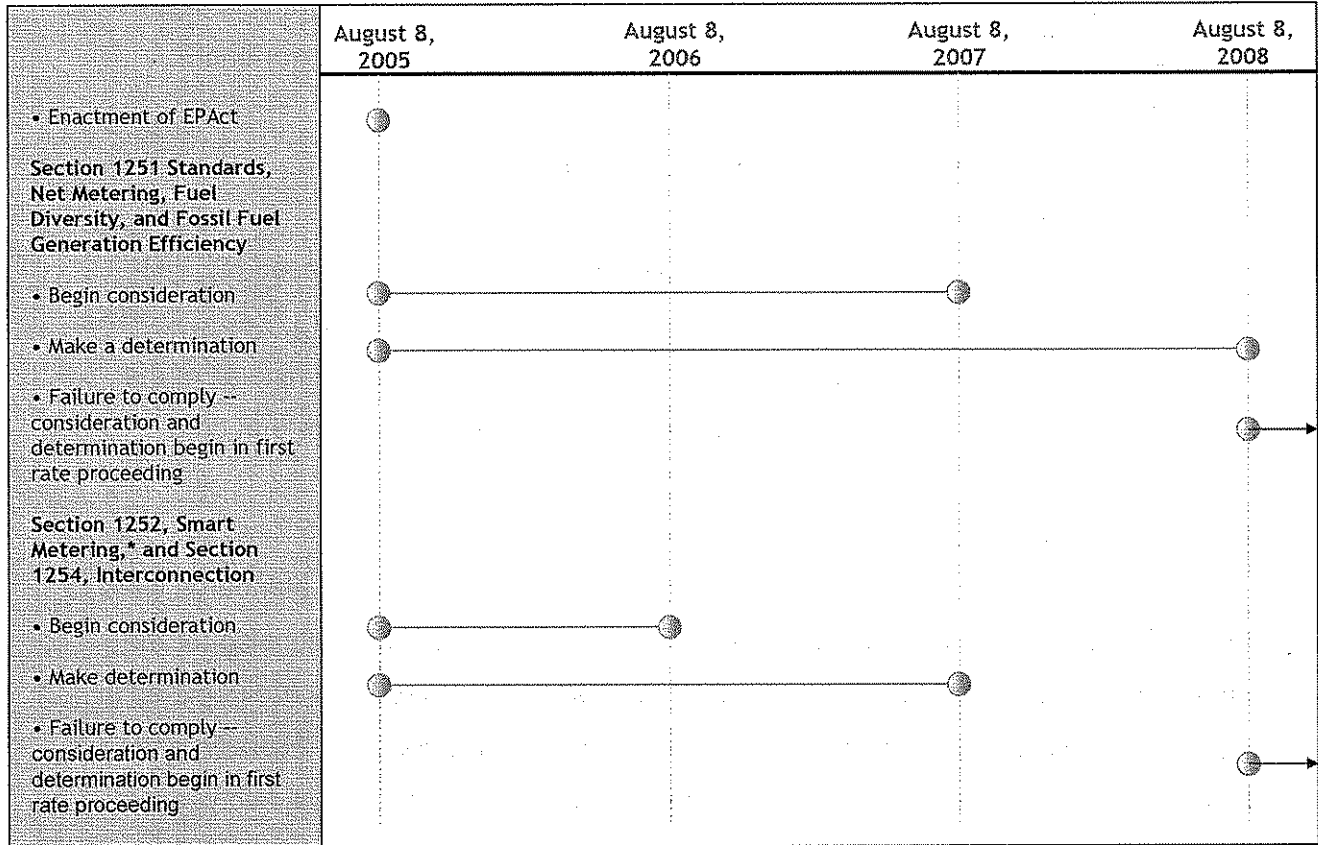 August 8, August 8, August 8, August 8,
2005 2006 2007 2008
• Enactment of EPAct
Section 1251 Standards,
Net Metering, Fuel
Diversity, and Fossil Fuel
Generation Efficiency
• Begin consideration
• Make a determination
• Failure to comply --
consideration and
determination begin in first
rate proceeding
Section 1252, Smart
Metering,* and Section
1254, Interconnection
• Begin consideration
• Make determination
• Failure to comply --
consideration and
determination begin in first
rate proceeding